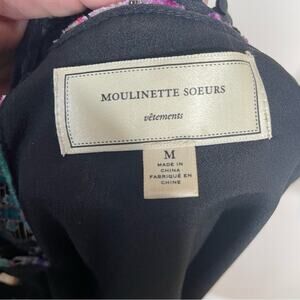 MOULINETTE SOEURS
vêtements
M
MADE IN
CHINA
FABRIQUÉ EN
CHINE